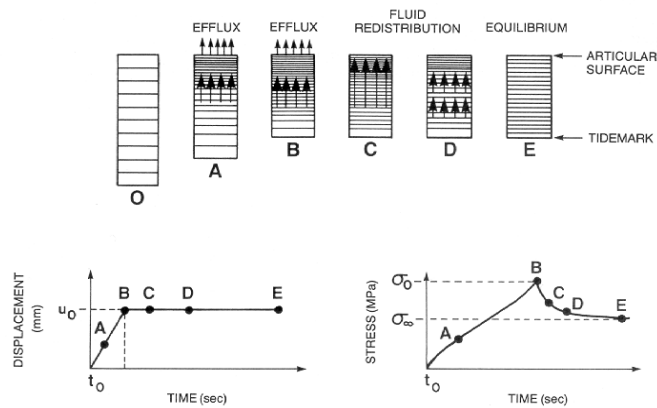 EFFLUX EFFLUX FLUID REDISTRIBUTION EQUILIBRIUM
ARTICULAR SURFACE
TIDEMARK
O A B C D E
DISPLACEMENT (mm)
u₀
A B C D E
t₀
TIME (sec)
STRESS (MPa)
σ₀
σ∞
A B C D E
t₀
TIME (sec)